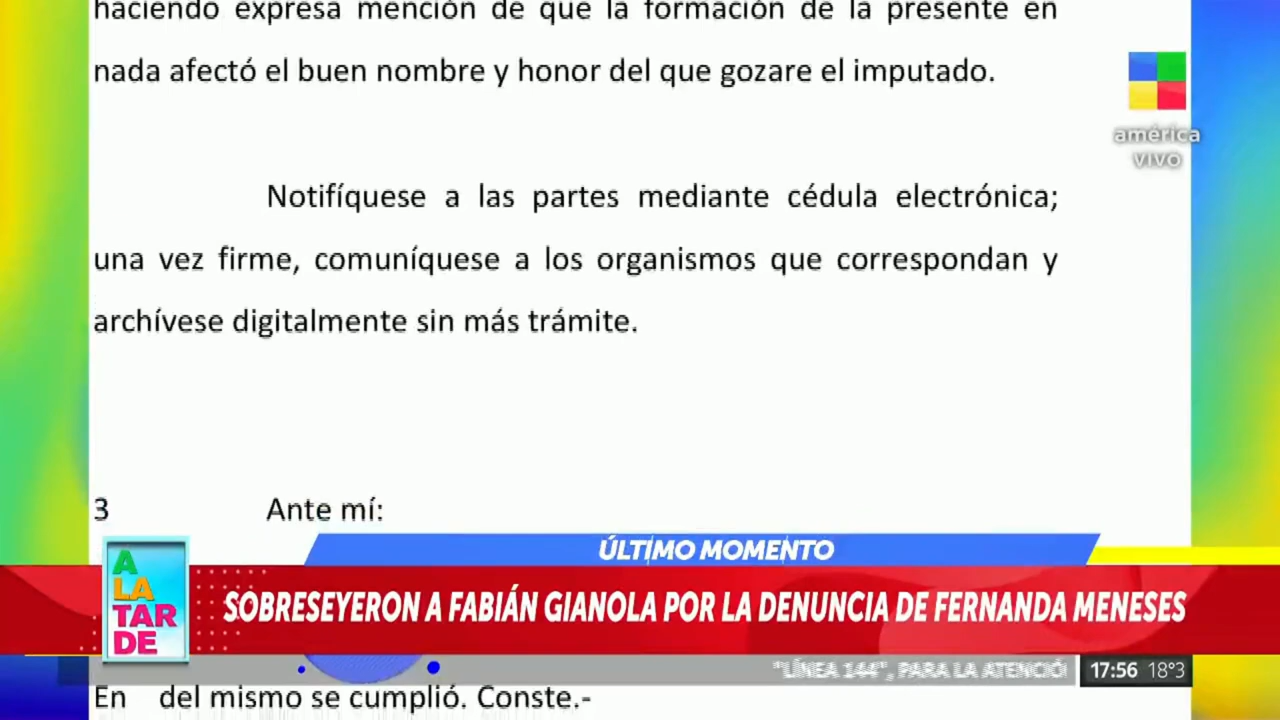 haciendo expresa mención de que la formación de la presente en
nada afectó el buen nombre y honor del que gozare el imputado.
américa
vivo
Notifíquese a las partes mediante cédula electrónica;
una vez firme, comuníquese a los organismos que correspondan y
archívese digitalmente sin más trámite.
3 Ante mí:
ÚLTIMO MOMENTO
A
LA
TAR
DE
SOBRESEYERON A FABIÁN GIANOLA POR LA DENUNCIA DE FERNANDA MENESES
"LÍNEA 144", PARA LA ATENCIÓ
17:56 18°3
En del mismo se cumplió. Conste.-